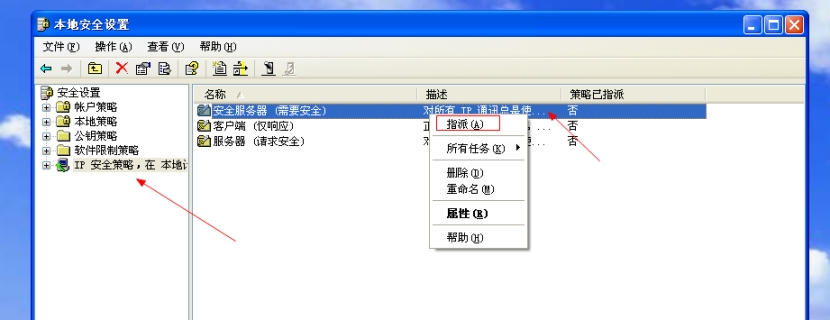 本地安全设置
文件(F) 操作(A) 查看(V) 帮助(H)
安全设置
帐户策略
本地策略
公钥策略
软件限制策略
IP 安全策略，在 本地计
名称 描述 策略已指派
安全服务器 (需要安全) 对所有 IP 通讯总是使... 否
客户端 (仅响应) 否
服务器 (请求安全) 否
指派(A)
所有任务(K)
删除(D)
重命名(M)
属性(R)
帮助(H)